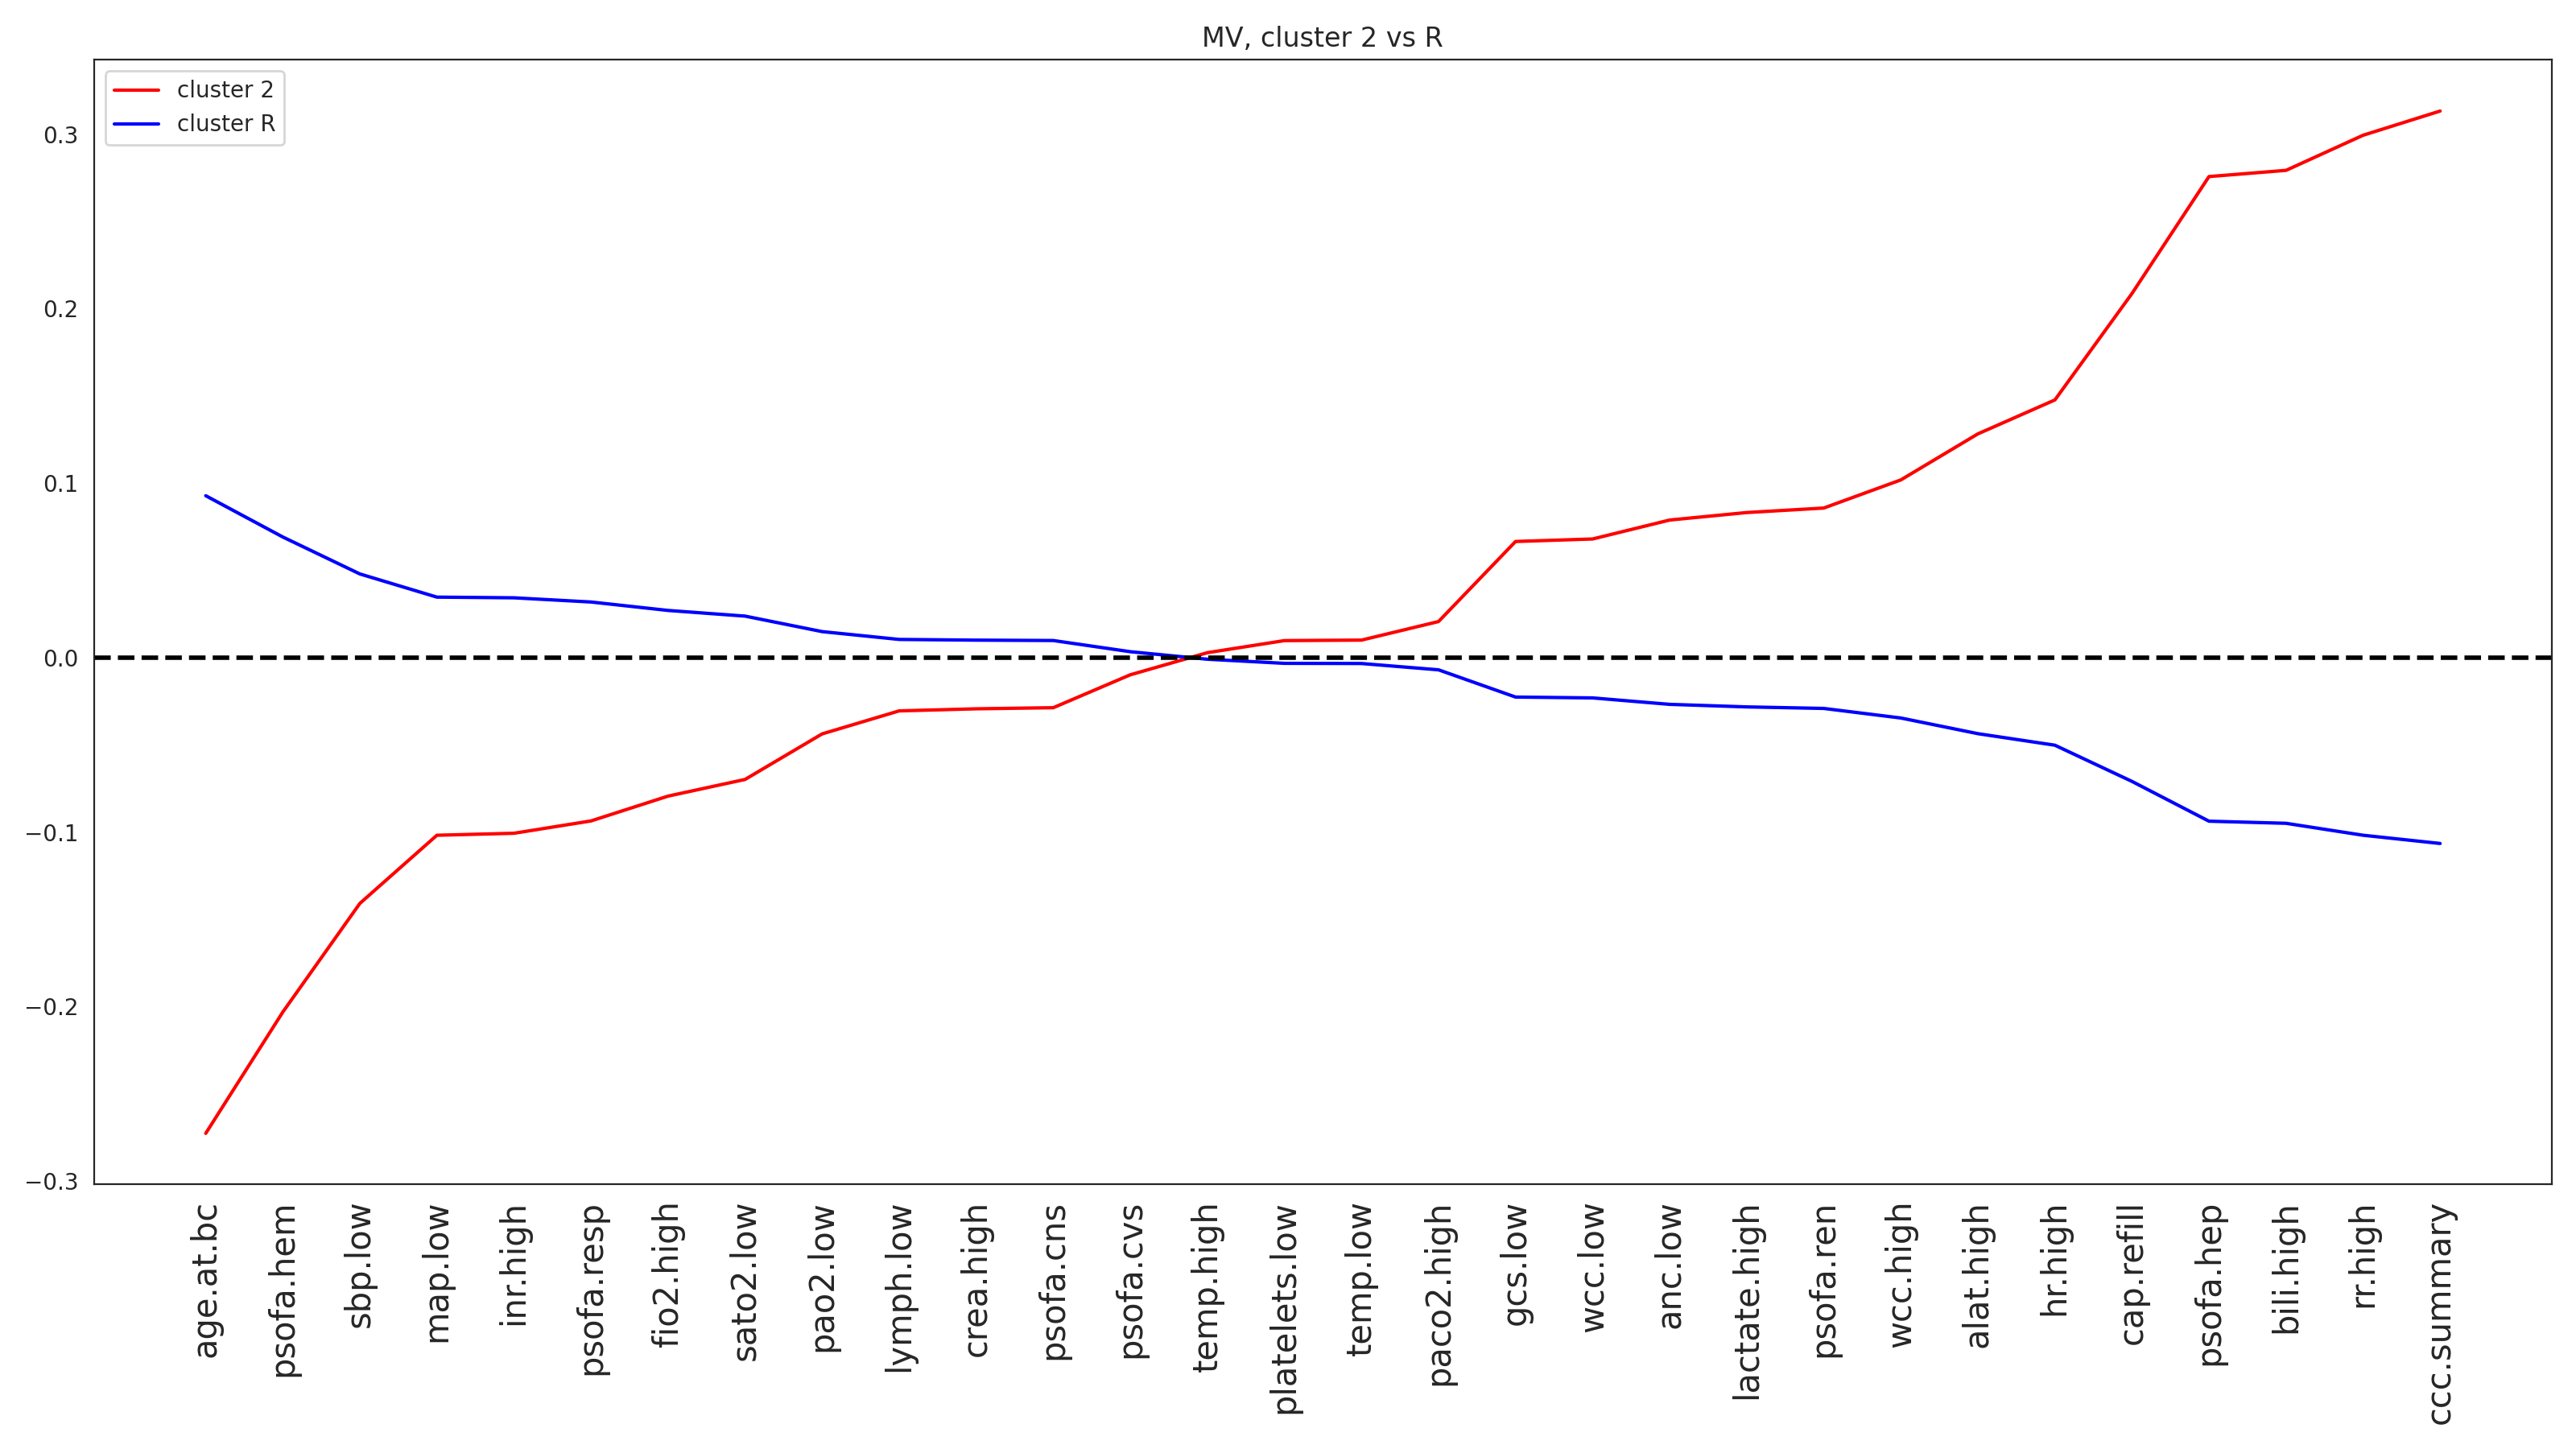 MV, cluster 2 vs R
cluster 2
cluster R
0.3
0.2
0.1
0.0
−0.1
−0.2
−0.3
age.at.bc
psofa.hem
sbp.low
map.low
inr.high
psofa.resp
fio2.high
sato2.low
pao2.low
lymph.low
crea.high
psofa.cns
psofa.cvs
temp.high
platelets.low
temp.low
paco2.high
gcs.low
wcc.low
anc.low
lactate.high
psofa.ren
wcc.high
alat.high
hr.high
cap.refill
psofa.hep
bili.high
rr.high
ccc.summary